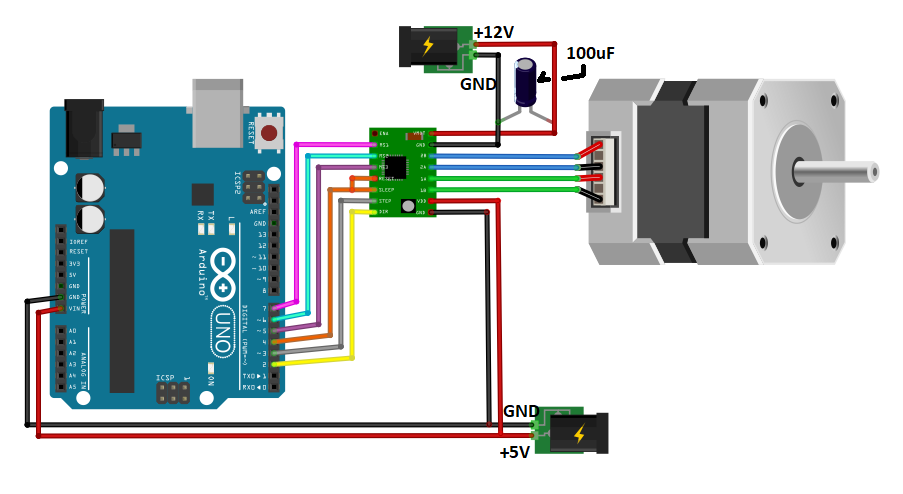 +12V
100uF
GND
ENA
VMOT
MS1
GND
MS2
2B
MS3
2A
RESET
1A
SLEEP
1B
STEP
VDD
DIR
GND
RESET
ICSP2
AREF
GND
RX
TX
L
13
12
~11
~10
~9
8
IOREF
RESET
3V3
5V
GND
GND
VIN
POWER
Arduino
UNO
DIGITAL (PWM~)
7
~6
~5
4
~3
2
TXO▶1
RXO◀0
A0
A1
A2
A3
A4
A5
ANALOG IN
ON
ICSP
1
GND
+5V